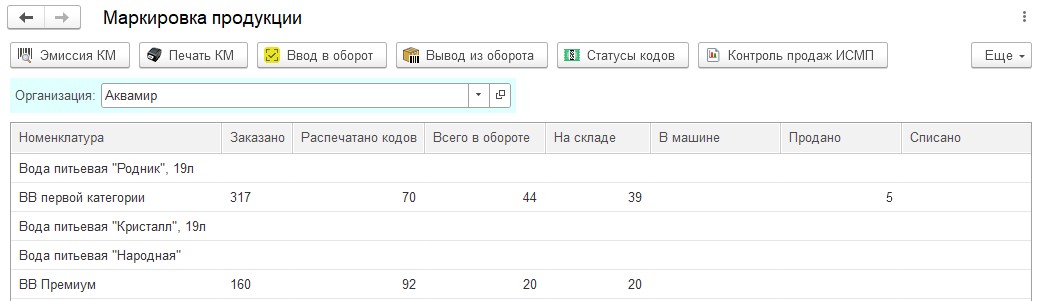 Маркировка продукции
Эмиссия КМ Печать КМ Ввод в оборот Вывод из оборота Статусы кодов Контроль продаж ИСМП Еще
Организация: Аквамир
Номенклатура Заказано Распечатано кодов Всего в обороте На складе В машине Продано Списано
Вода питьевая "Родник", 19л
ВВ первой категории 317 70 44 39 5
Вода питьевая "Кристалл", 19л
Вода питьевая "Народная"
ВВ Премиум 160 92 20 20